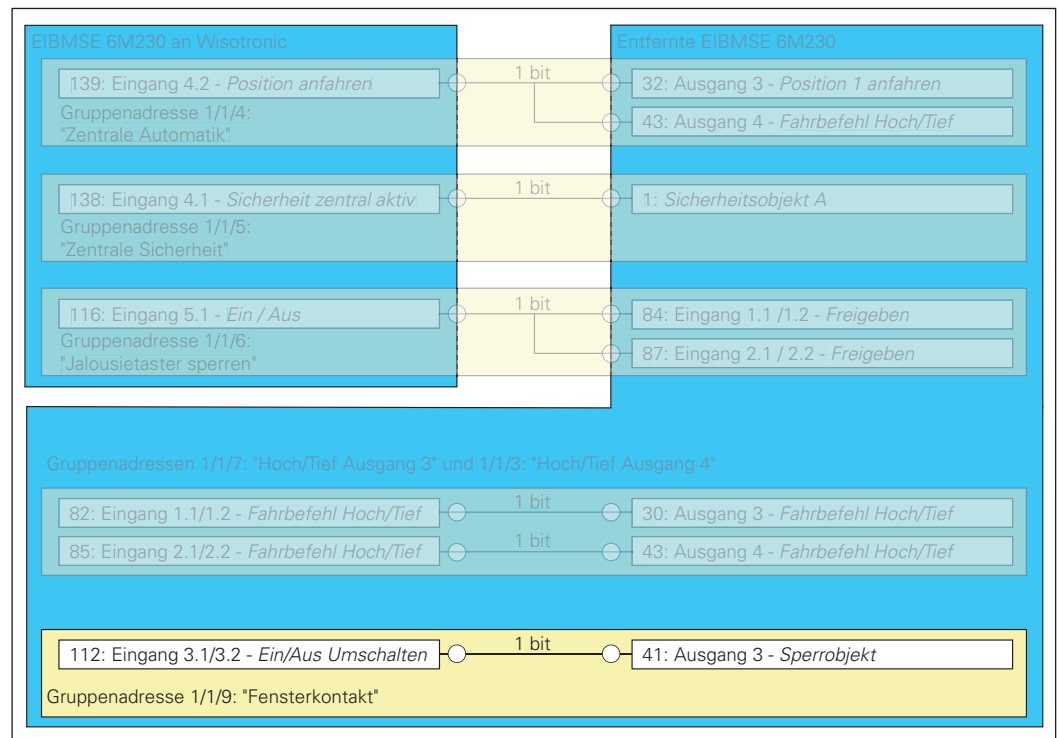 EIBMSE 6M230 an Wisotronic
Entfernte EIBMSE 6M230
139: Eingang 4.2 - Position anfahren
1 bit
32: Ausgang 3 - Position 1 anfahren
43: Ausgang 4 - Fahrbefehl Hoch/Tief
Gruppenadresse 1/1/4:
"Zentrale Automatik"
138: Eingang 4.1 - Sicherheit zentral aktiv
1 bit
1: Sicherheitsobjekt A
Gruppenadresse 1/1/5:
"Zentrale Sicherheit"
116: Eingang 5.1 - Ein / Aus
1 bit
84: Eingang 1.1 /1.2 - Freigeben
87: Eingang 2.1 / 2.2 - Freigeben
Gruppenadresse 1/1/6:
"Jalousietaster sperren"
Gruppenadressen 1/1/7: "Hoch/Tief Ausgang 3" und 1/1/3: "Hoch/Tief Ausgang 4"
82: Eingang 1.1/1.2 - Fahrbefehl Hoch/Tief
1 bit
30: Ausgang 3 - Fahrbefehl Hoch/Tief
85: Eingang 2.1/2.2 - Fahrbefehl Hoch/Tief
1 bit
43: Ausgang 4 - Fahrbefehl Hoch/Tief
112: Eingang 3.1/3.2 - Ein/Aus Umschalten
1 bit
41: Ausgang 3 - Sperrobjekt
Gruppenadresse 1/1/9: "Fensterkontakt"